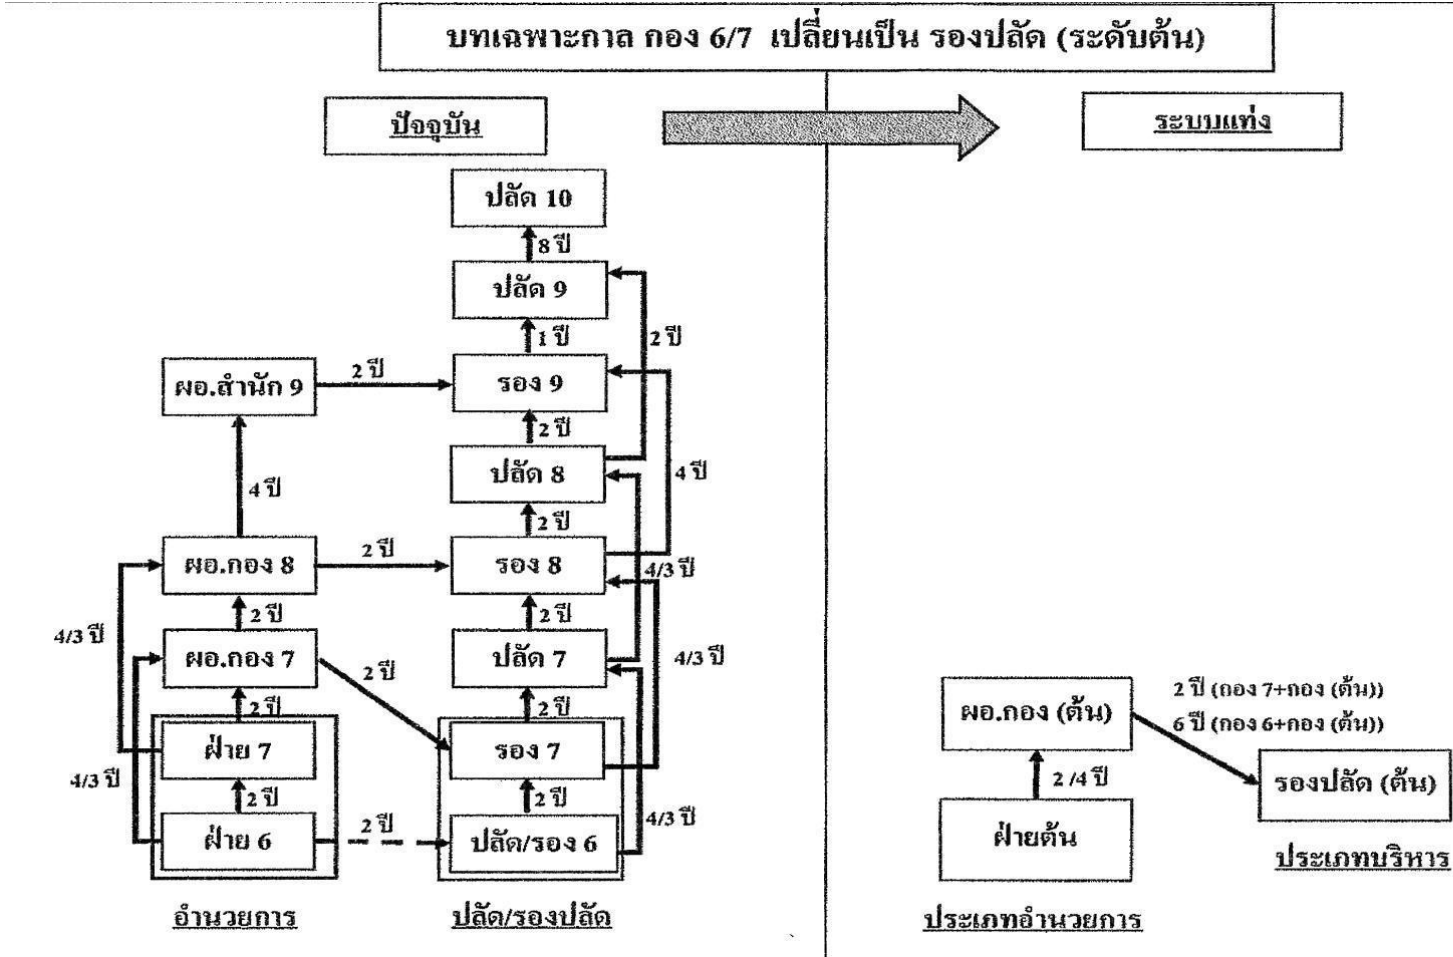 บทเฉพาะกาล กอง 6/7 เปลี่ยนเป็น รองปลัด (ระดับต้น)
ปัจจุบัน
ระบบแท่ง
ปลัด 10
8 ปี
ปลัด 9
1 ปี
2 ปี
ผอ.สำนัก 9
2 ปี
รอง 9
2 ปี
ปลัด 8
4 ปี
4 ปี
2 ปี
ผอ.กอง 8
2 ปี
รอง 8
4/3 ปี
2 ปี
2 ปี
4/3 ปี
ผอ.กอง 7
2 ปี
ปลัด 7
4/3 ปี
2 ปี
2 ปี
ฝ่าย 7
รอง 7
4/3 ปี
2 ปี
2 ปี
4/3 ปี
ฝ่าย 6
2 ปี
ปลัด/รอง 6
อำนวยการ
ปลัด/รองปลัด
2 ปี (กอง 7+กอง (ต้น))
ผอ.กอง (ต้น)
6 ปี (กอง 6+กอง (ต้น))
2 /4 ปี
รองปลัด (ต้น)
ฝ่ายต้น
ประเภทบริหาร
ประเภทอำนวยการ